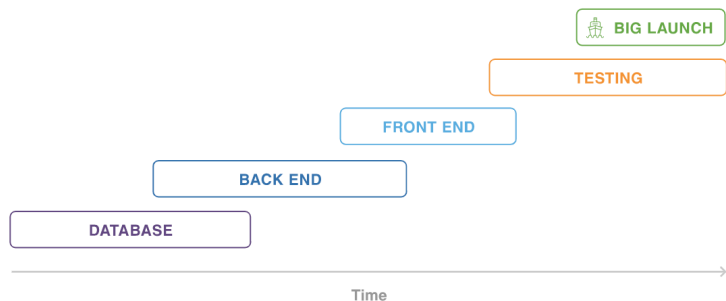 BIG LAUNCH
TESTING
FRONT END
BACK END
DATABASE
Time